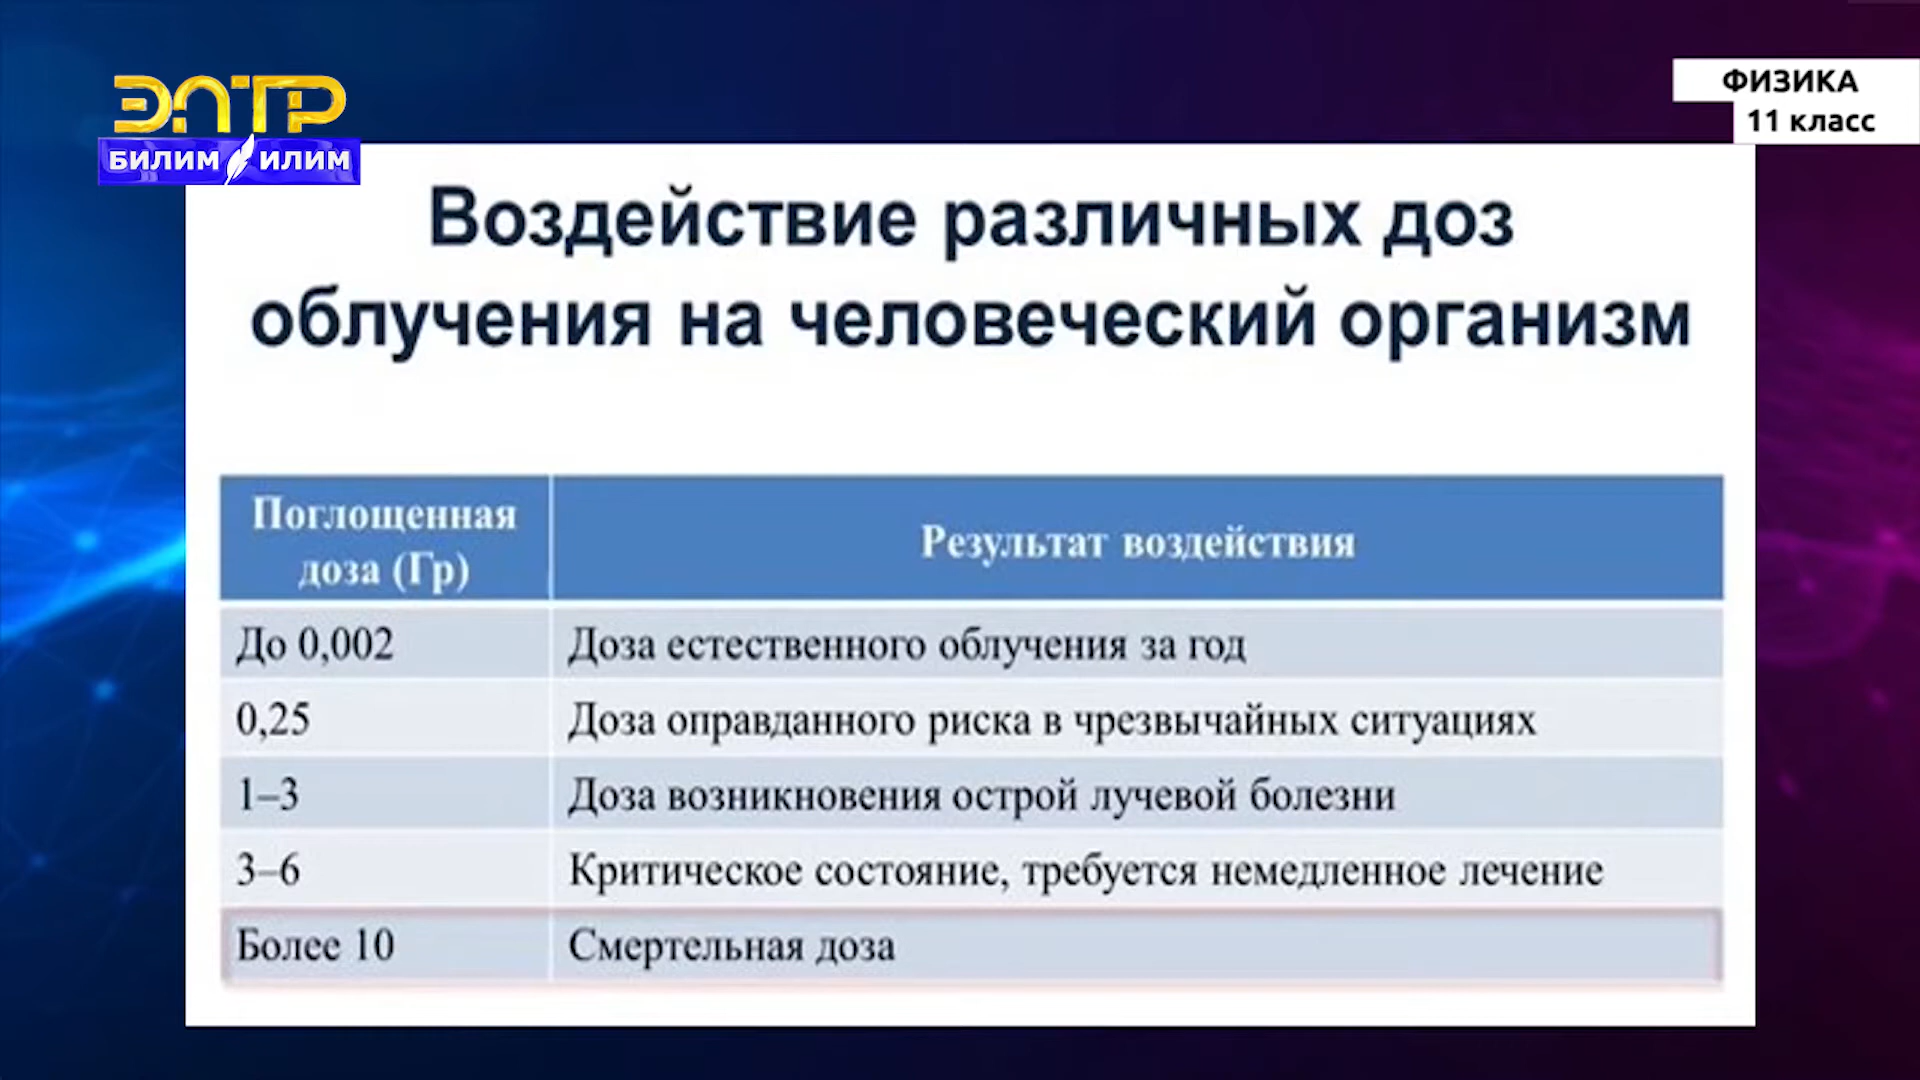 ЭЛТР
БИЛИМ ИЛИМ
ФИЗИКА
11 класс
Воздействие различных доз
облучения на человеческий организм
Поглощенная
доза (Гр)
Результат воздействия
До 0,002 Доза естественного облучения за год
0,25 Доза оправданного риска в чрезвычайных ситуациях
1–3 Доза возникновения острой лучевой болезни
3–6 Критическое состояние, требуется немедленное лечение
Более 10 Смертельная доза